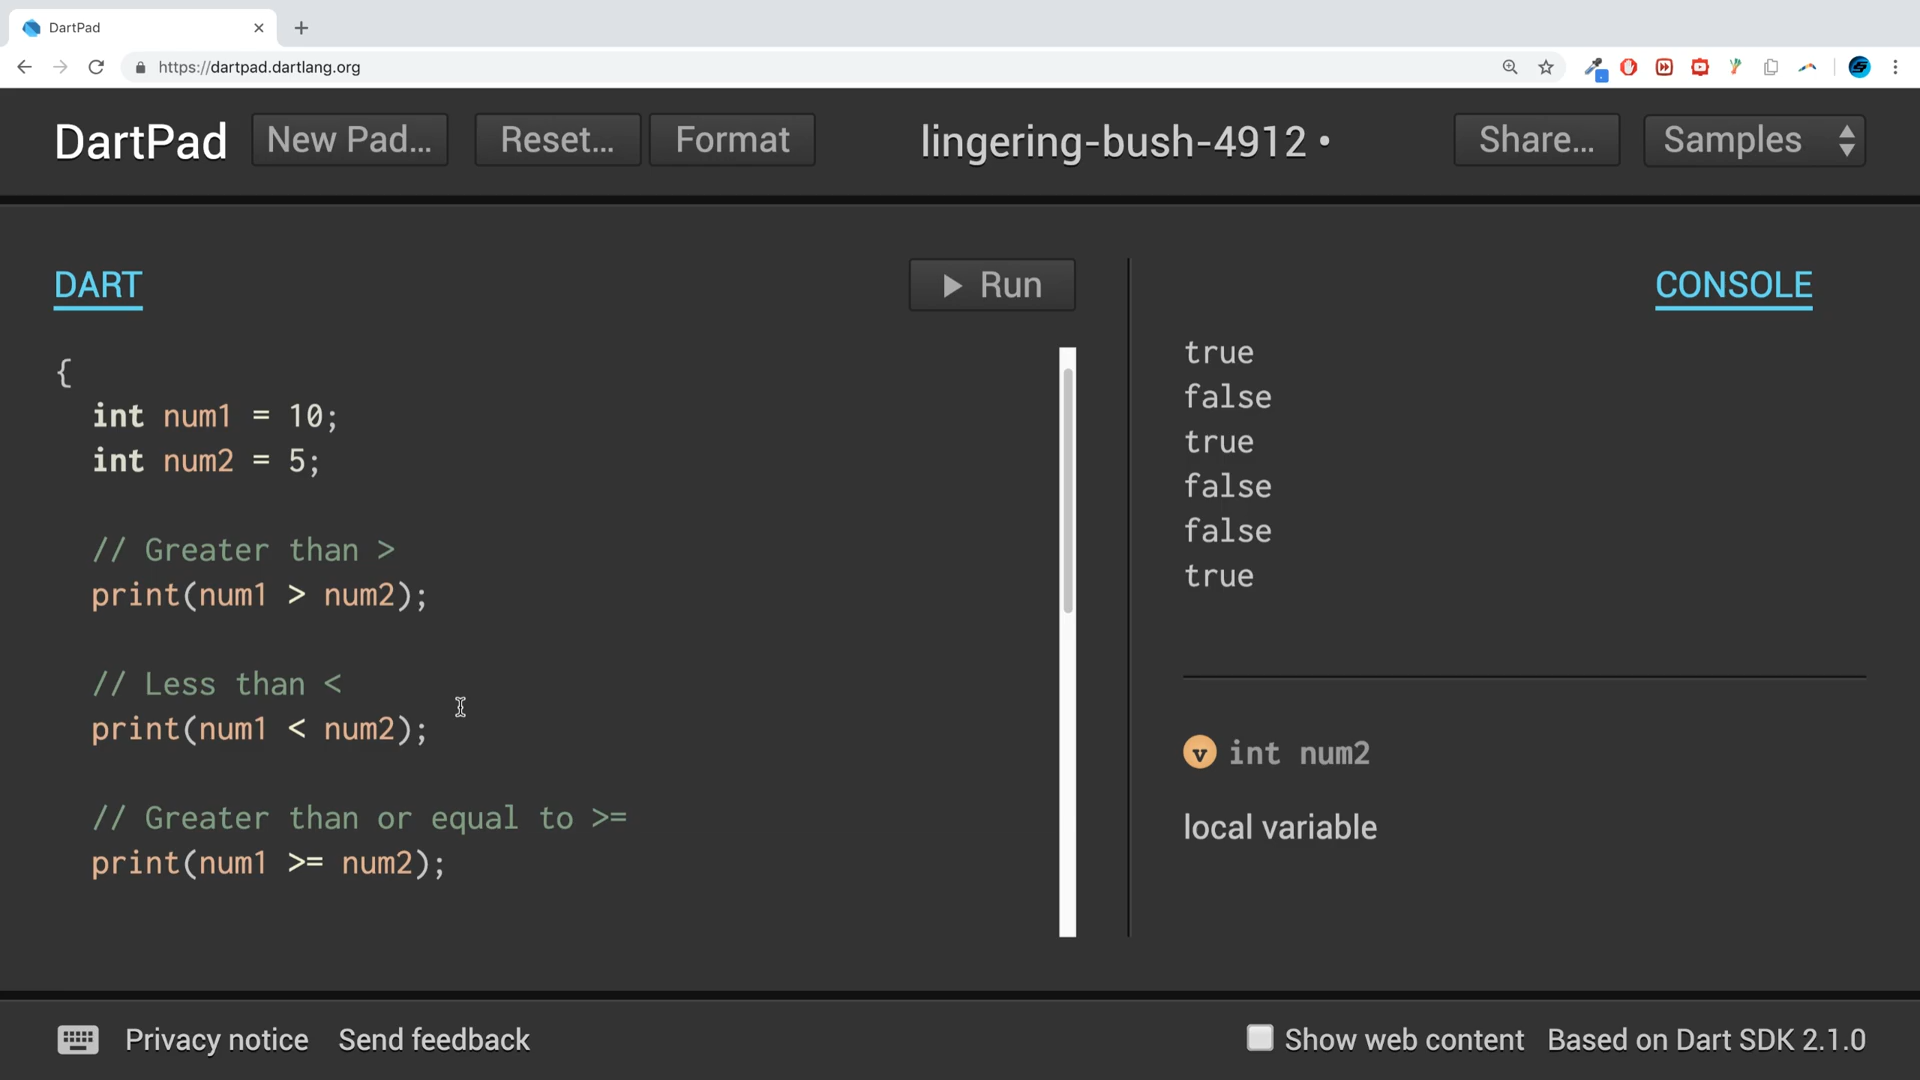 DartPad
https://dartpad.dartlang.org
DartPad
New Pad...
Reset...
Format
lingering-bush-4912 •
Share...
Samples
DART
Run
CONSOLE
{
int num1 = 10;
int num2 = 5;
// Greater than >
print(num1 > num2);
// Less than <
print(num1 < num2);
// Greater than or equal to >=
print(num1 >= num2);
true
false
true
false
false
true
v int num2
local variable
Privacy notice
Send feedback
Show web content
Based on Dart SDK 2.1.0